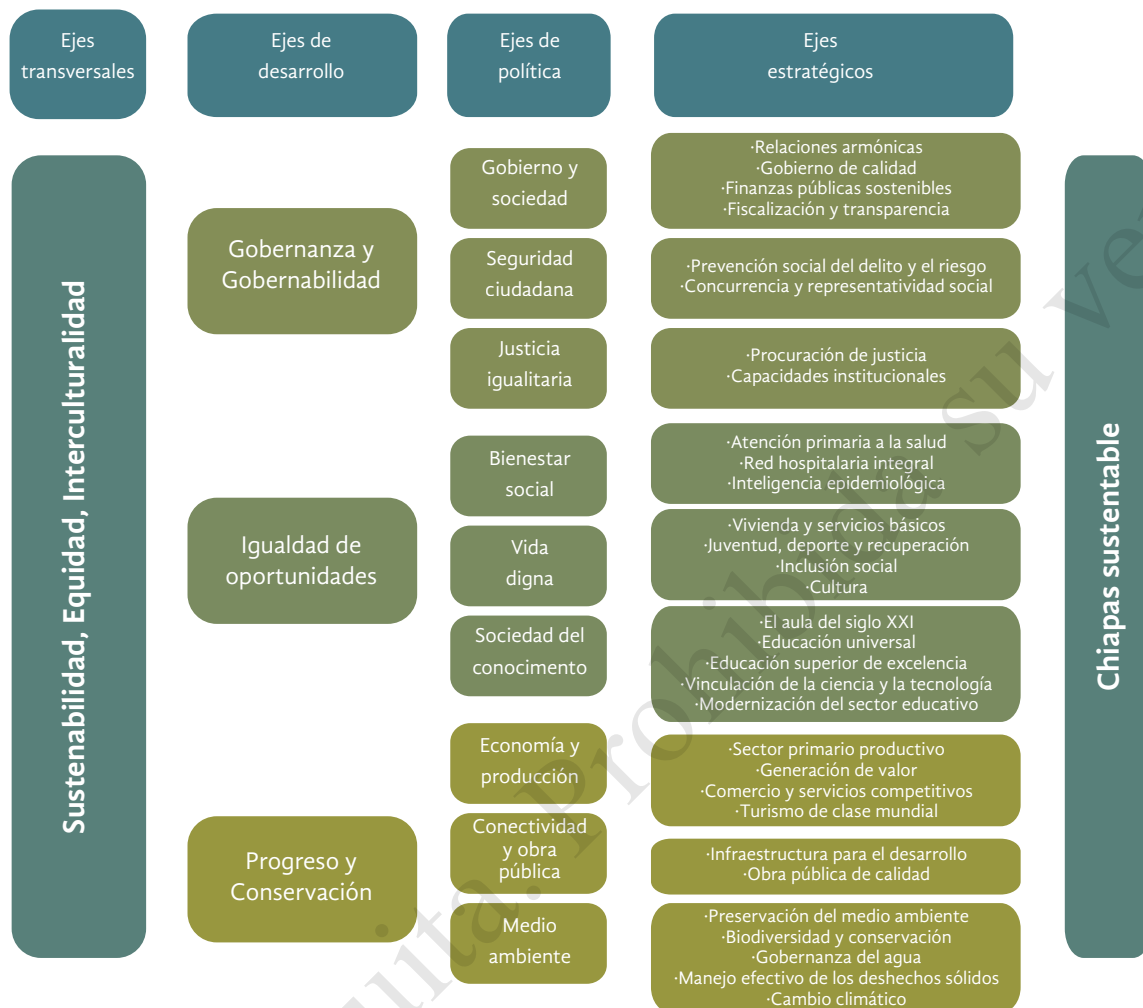 Ejes
transversales
Ejes de
desarrollo
Ejes de
política
Ejes
estratégicos
Sustenabilidad, Equidad, Interculturalidad
Gobernanza y
Gobernabilidad
Gobierno y
sociedad
·Relaciones armónicas
·Gobierno de calidad
·Finanzas públicas sostenibles
·Fiscalización y transparencia
Seguridad
ciudadana
·Prevención social del delito y el riesgo
·Concurrencia y representatividad social
Justicia
igualitaria
·Procuración de justicia
·Capacidades institucionales
Igualdad de
oportunidades
Bienestar
social
·Atención primaria a la salud
·Red hospitalaria integral
·Inteligencia epidemiológica
Vida
digna
·Vivienda y servicios básicos
·Juventud, deporte y recuperación
·Inclusión social
·Cultura
Sociedad del
conocimiento
·El aula del siglo XXI
·Educación universal
·Educación superior de excelencia
·Vinculación de la ciencia y la tecnología
·Modernización del sector educativo
Progreso y
Conservación
Economía y
producción
·Sector primario productivo
·Generación de valor
·Comercio y servicios competitivos
·Turismo de clase mundial
Conectividad
y obra
pública
·Infraestructura para el desarrollo
·Obra pública de calidad
Medio
ambiente
·Preservación del medio ambiente
·Biodiversidad y conservación
·Gobernanza del agua
·Manejo efectivo de los deshechos sólidos
·Cambio climático
Chiapas sustentable
Prohibida su